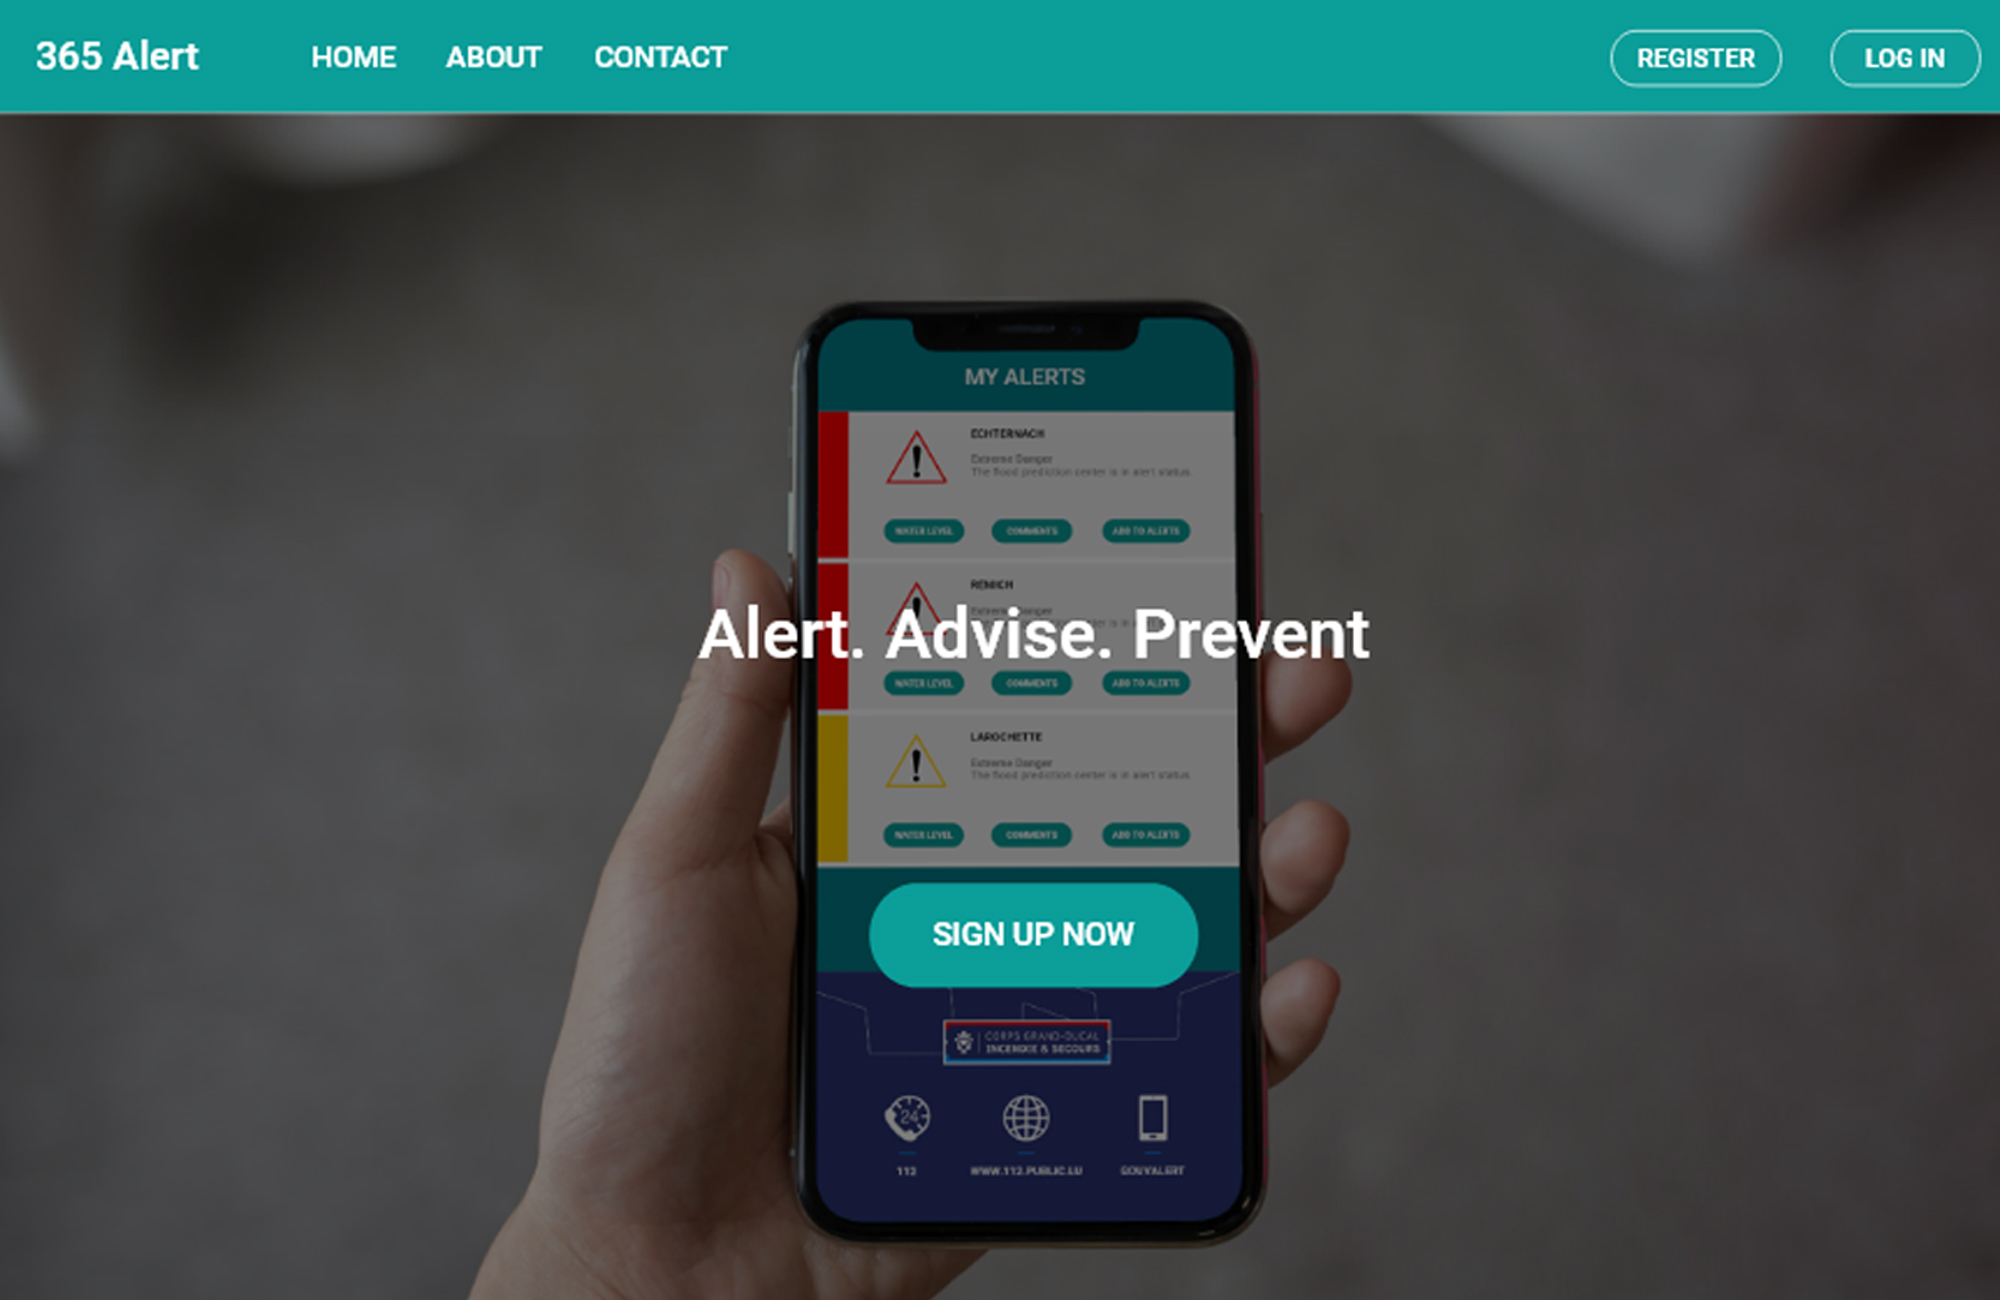 365 Alert
HOME
ABOUT
CONTACT
REGISTER
LOG IN
MY ALERTS
ECHTERNACH
Extreme Danger
The flood prediction center is in alert status.
WATER LEVEL
COMMENTS
ADD TO ALERTS
REMICH
Extreme Danger
Alert. Advise. Prevent
WATER LEVEL
COMMENTS
ADD TO ALERTS
LAROCHETTE
Extreme Danger
The flood prediction center is in alert status.
WATER LEVEL
COMMENTS
ADD TO ALERTS
SIGN UP NOW
CORPS GRAND-DUCAL
INCENDIE & SECOURS
24
112
WWW.112.PUBLIC.LU
GOUVALERT